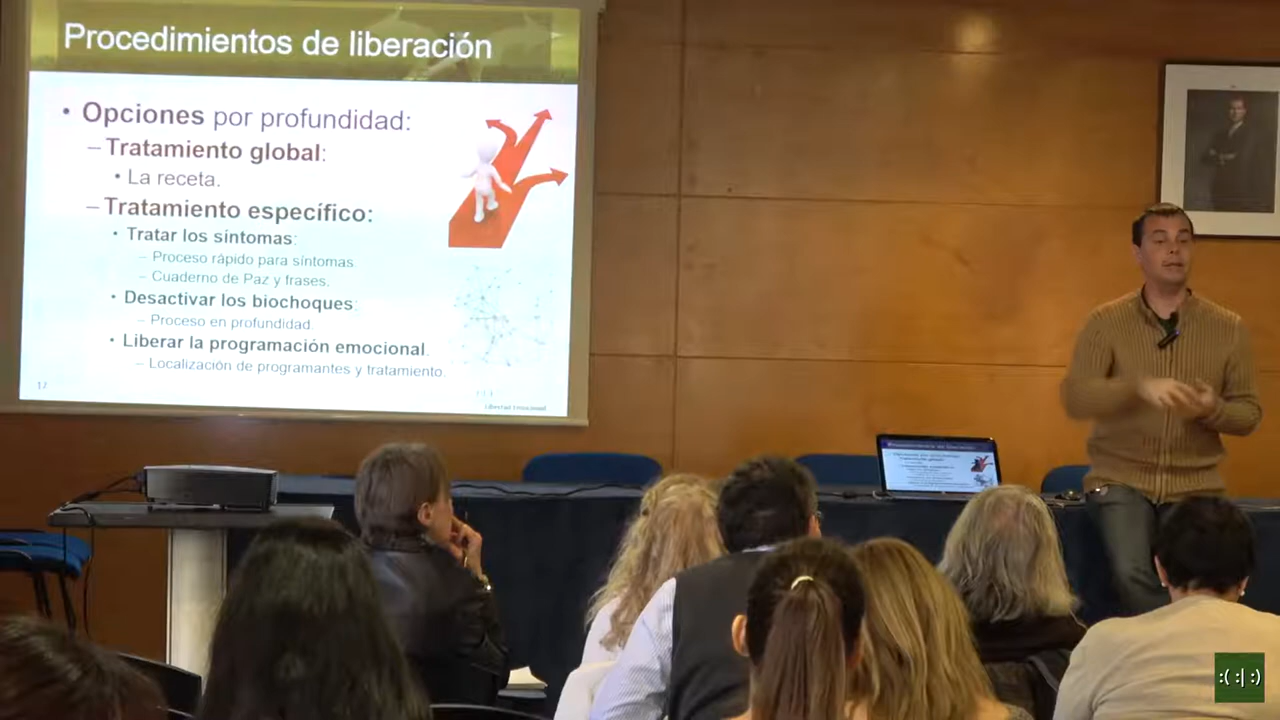 Procedimientos de liberación
• Opciones por profundidad:
– Tratamiento global:
• La receta.
– Tratamiento específico:
• Tratar los síntomas:
– Proceso rápido para síntomas.
– Cuaderno de Paz y frases.
• Desactivar los biochoques:
– Proceso en profundidad.
• Liberar la programación emocional.
– Localización de programantes y tratamiento.
17
Libertad Emocional
:( :| :)